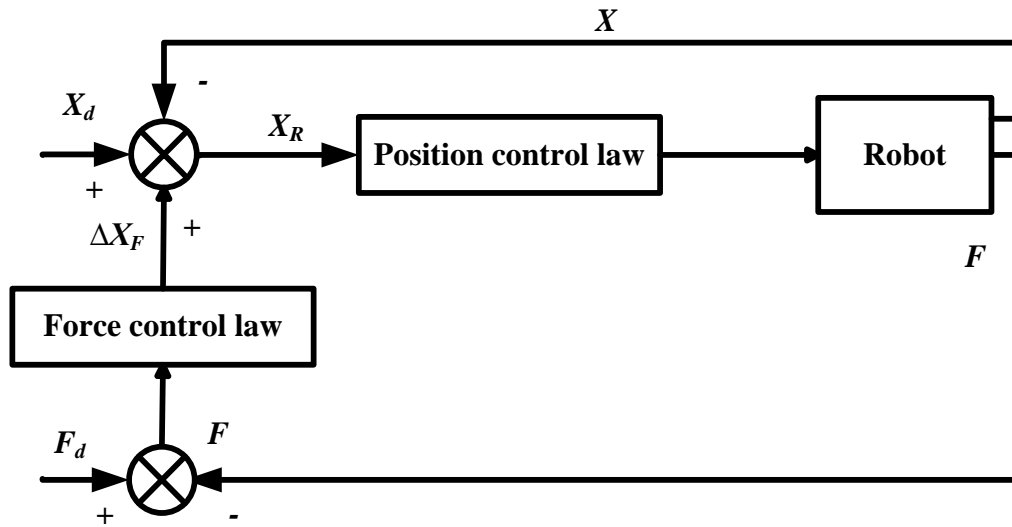 X
-
X_d
X_R
Position control law
Robot
+
+
ΔX_F
F
Force control law
F_d
F
+
-